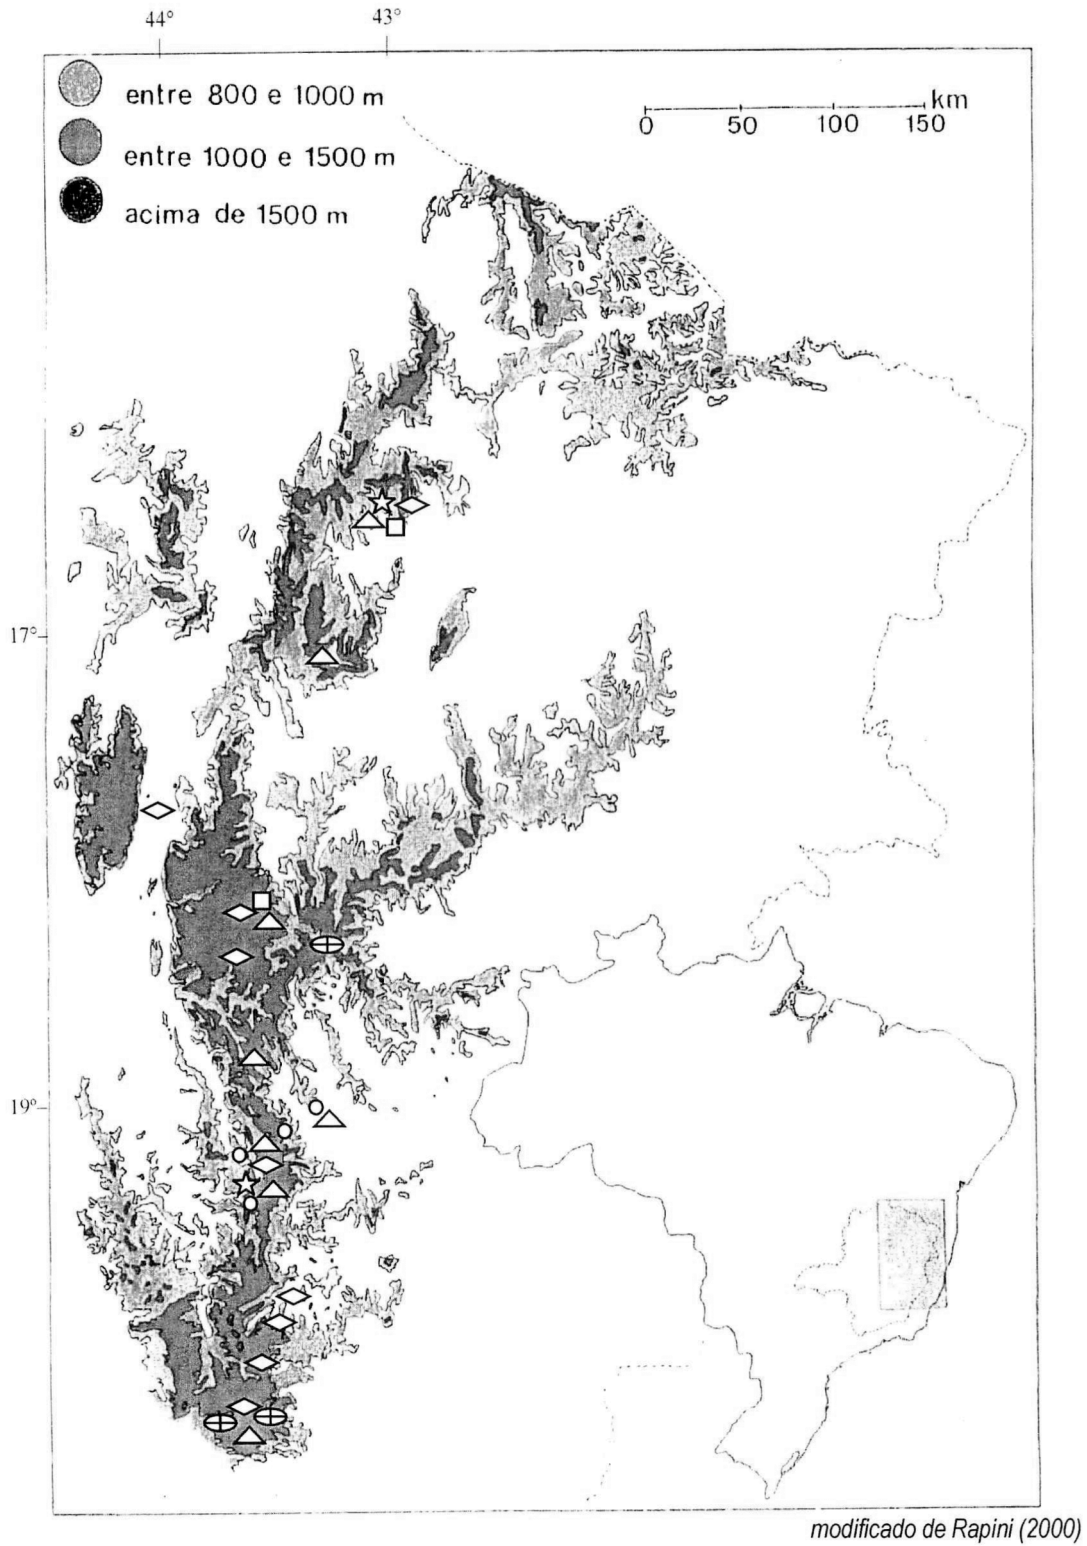 44° 43°
entre 800 e 1000 m
entre 1000 e 1500 m
acima de 1500 m
km
0 50 100 150
17°
19°
modificado de Rapini (2000)